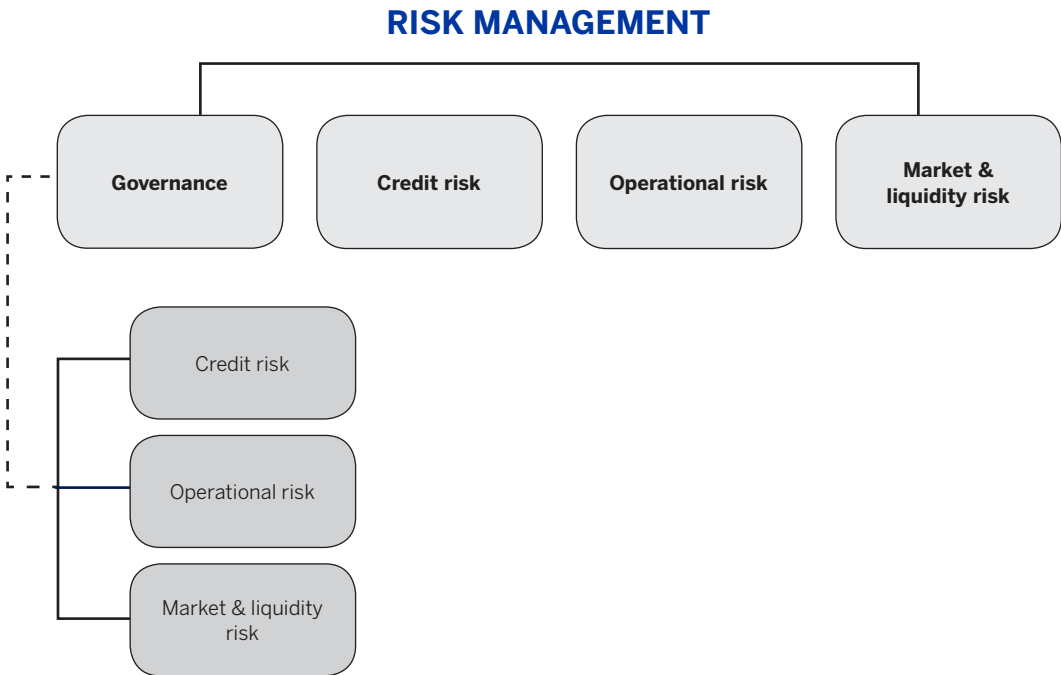 RISK MANAGEMENT
Governance
Credit risk
Operational risk
Market &
liquidity risk
Credit risk
Operational risk
Market & liquidity
risk